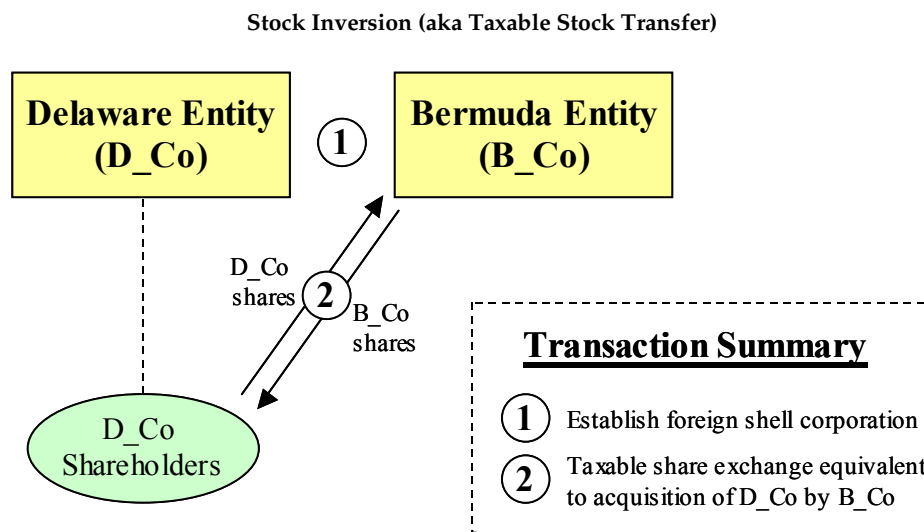 Stock Inversion (aka Taxable Stock Transfer)
Delaware Entity
(D_Co)
1
Bermuda Entity
(B_Co)
D_Co
shares
2
B_Co
shares
D_Co
Shareholders
Transaction Summary
1 Establish foreign shell corporation
2 Taxable share exchange equivalent
to acquisition of D_Co by B_Co